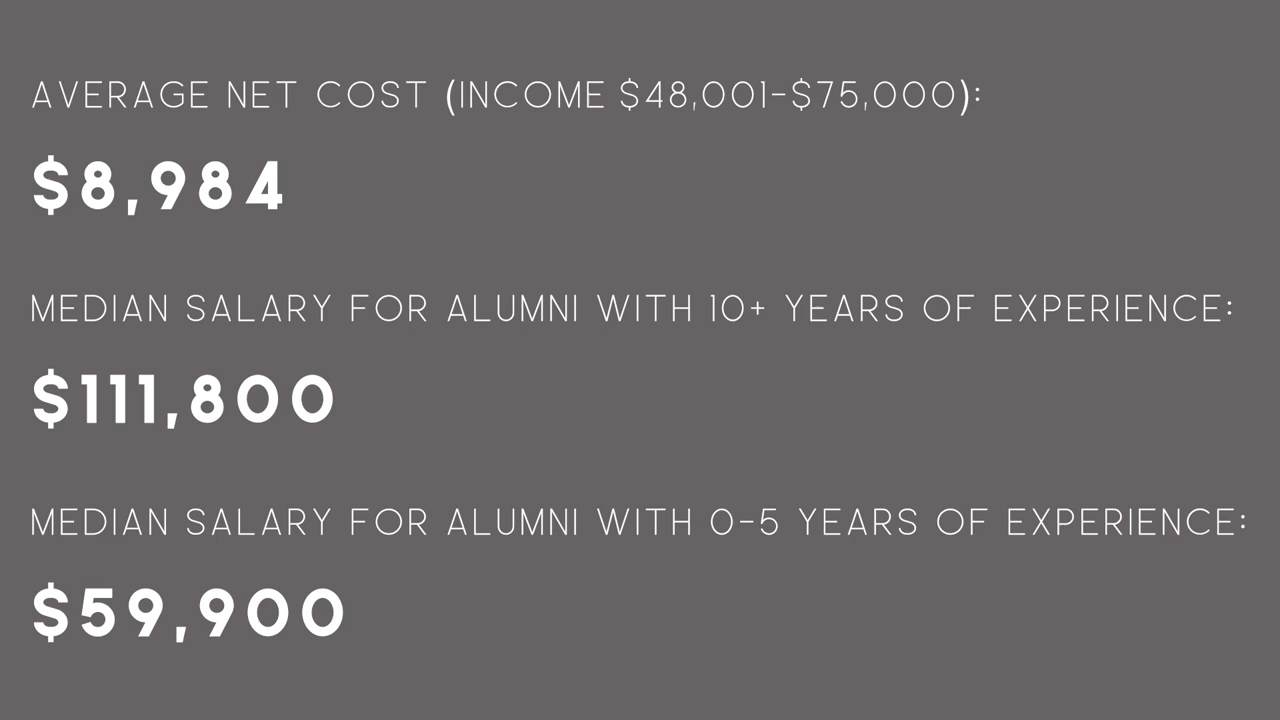 AVERAGE NET COST (INCOME $48,001-$75,000):
$8,984
MEDIAN SALARY FOR ALUMNI WITH 10+ YEARS OF EXPERIENCE:
$111,800
MEDIAN SALARY FOR ALUMNI WITH 0-5 YEARS OF EXPERIENCE:
$59,900